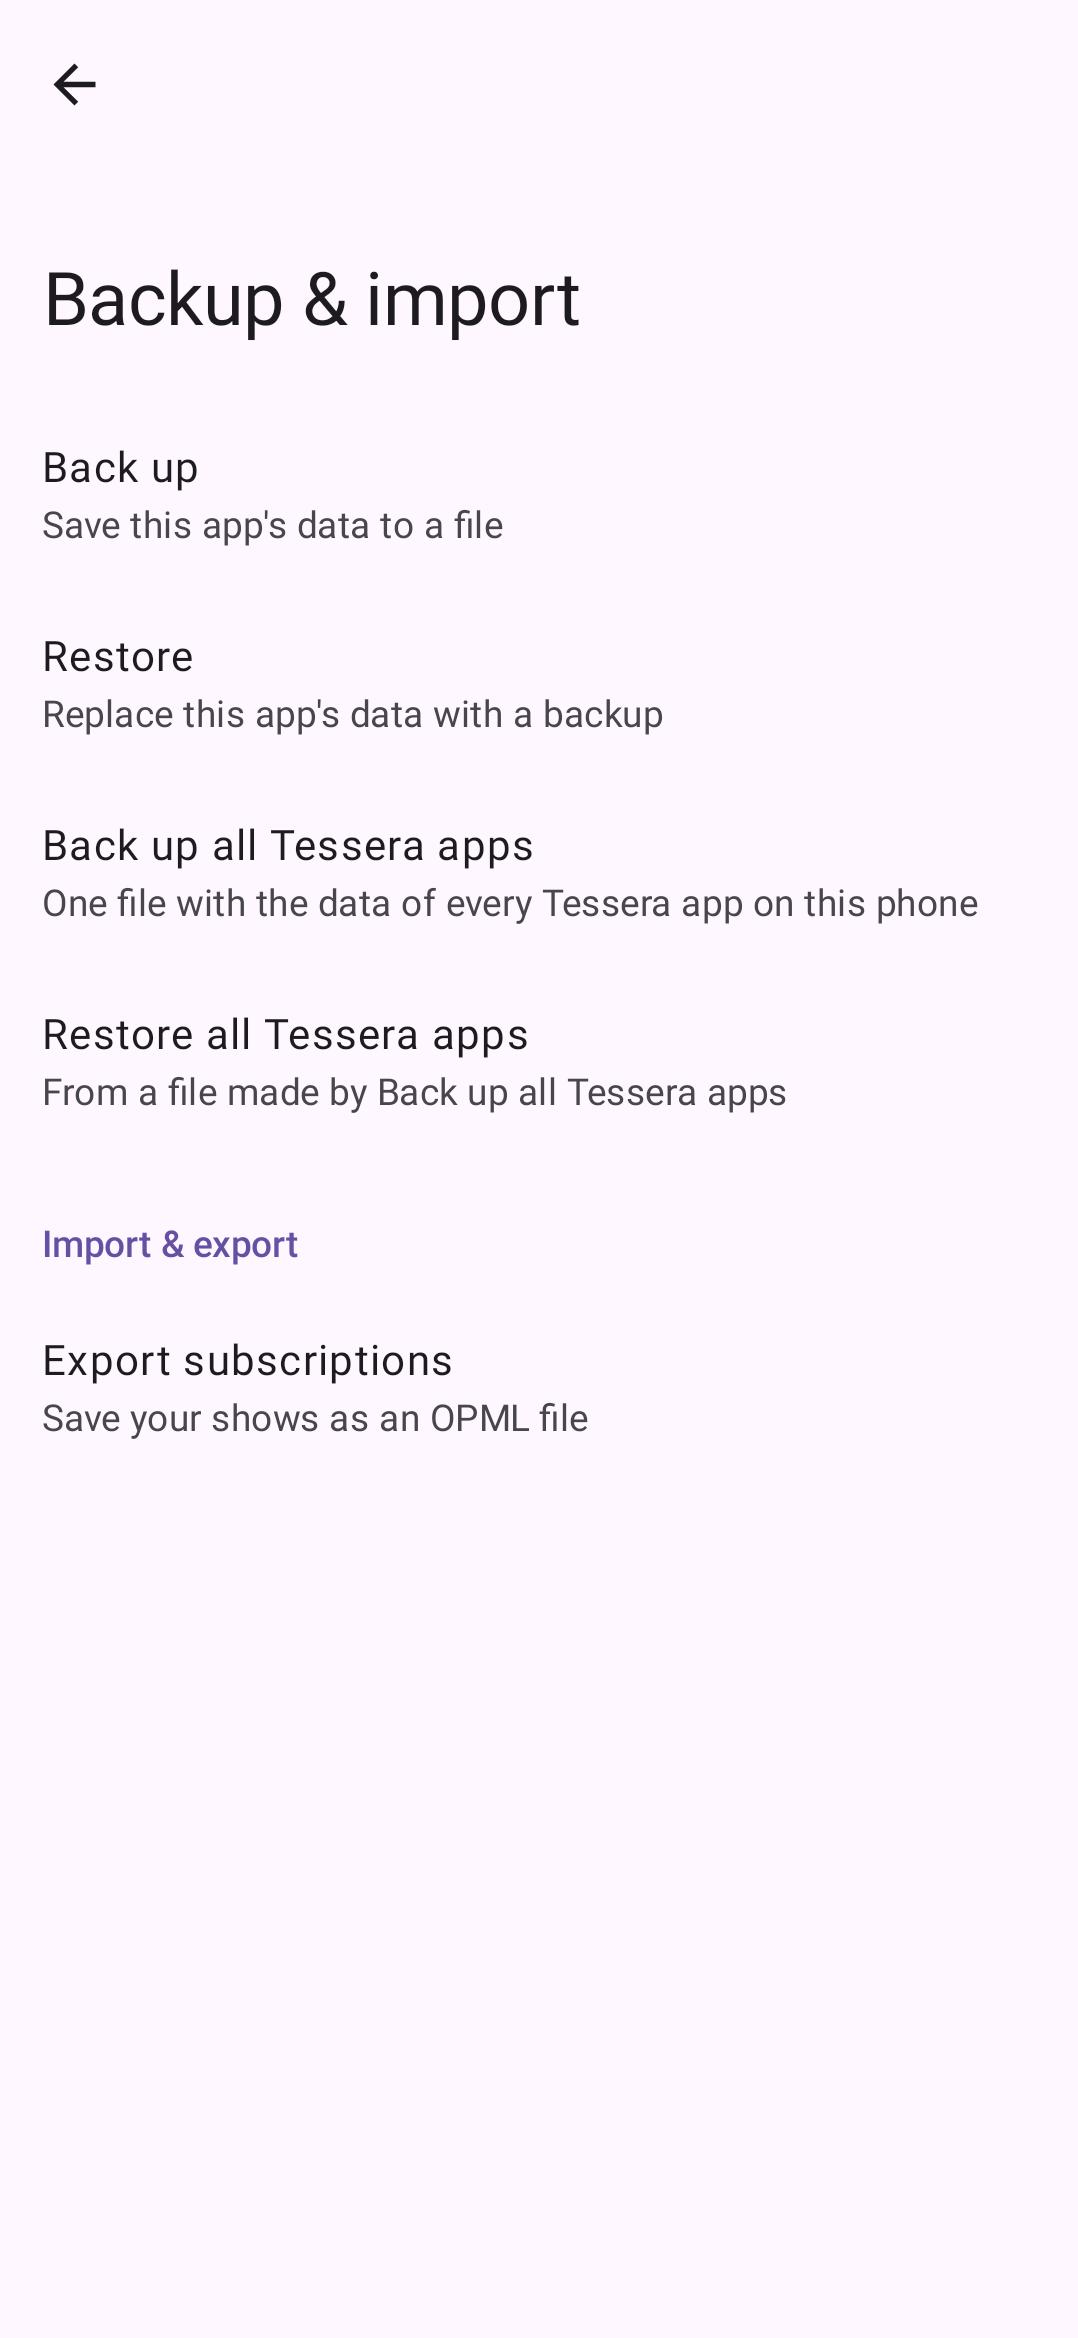 Backup & import
Back up
Save this app's data to a file
Restore
Replace this app's data with a backup
Back up all Tessera apps
One file with the data of every Tessera app on this phone
Restore all Tessera apps
From a file made by Back up all Tessera apps
Import & export
Export subscriptions
Save your shows as an OPML file